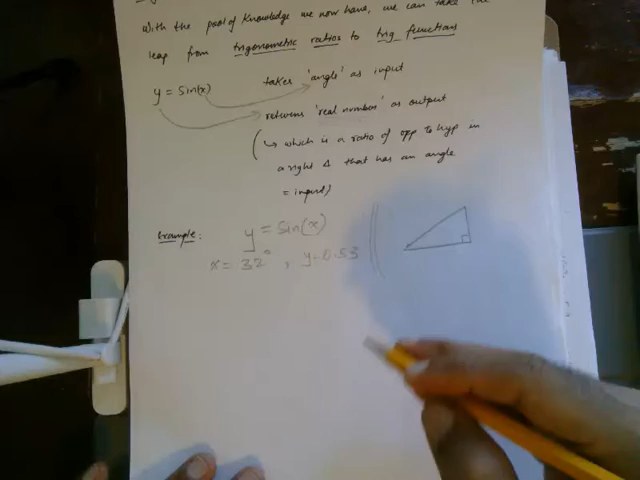 With the pool of knowledge we now have, we can take the
leap from trigonometric ratios to trig functions
y = Sin(x) takes 'angle' as input
returns 'real number' as output
(↳ which is a ratio of opp to hyp in
a right Δ that has an angle
= input)
Example: y = Sin(x)
x = 32°, y = 0.53